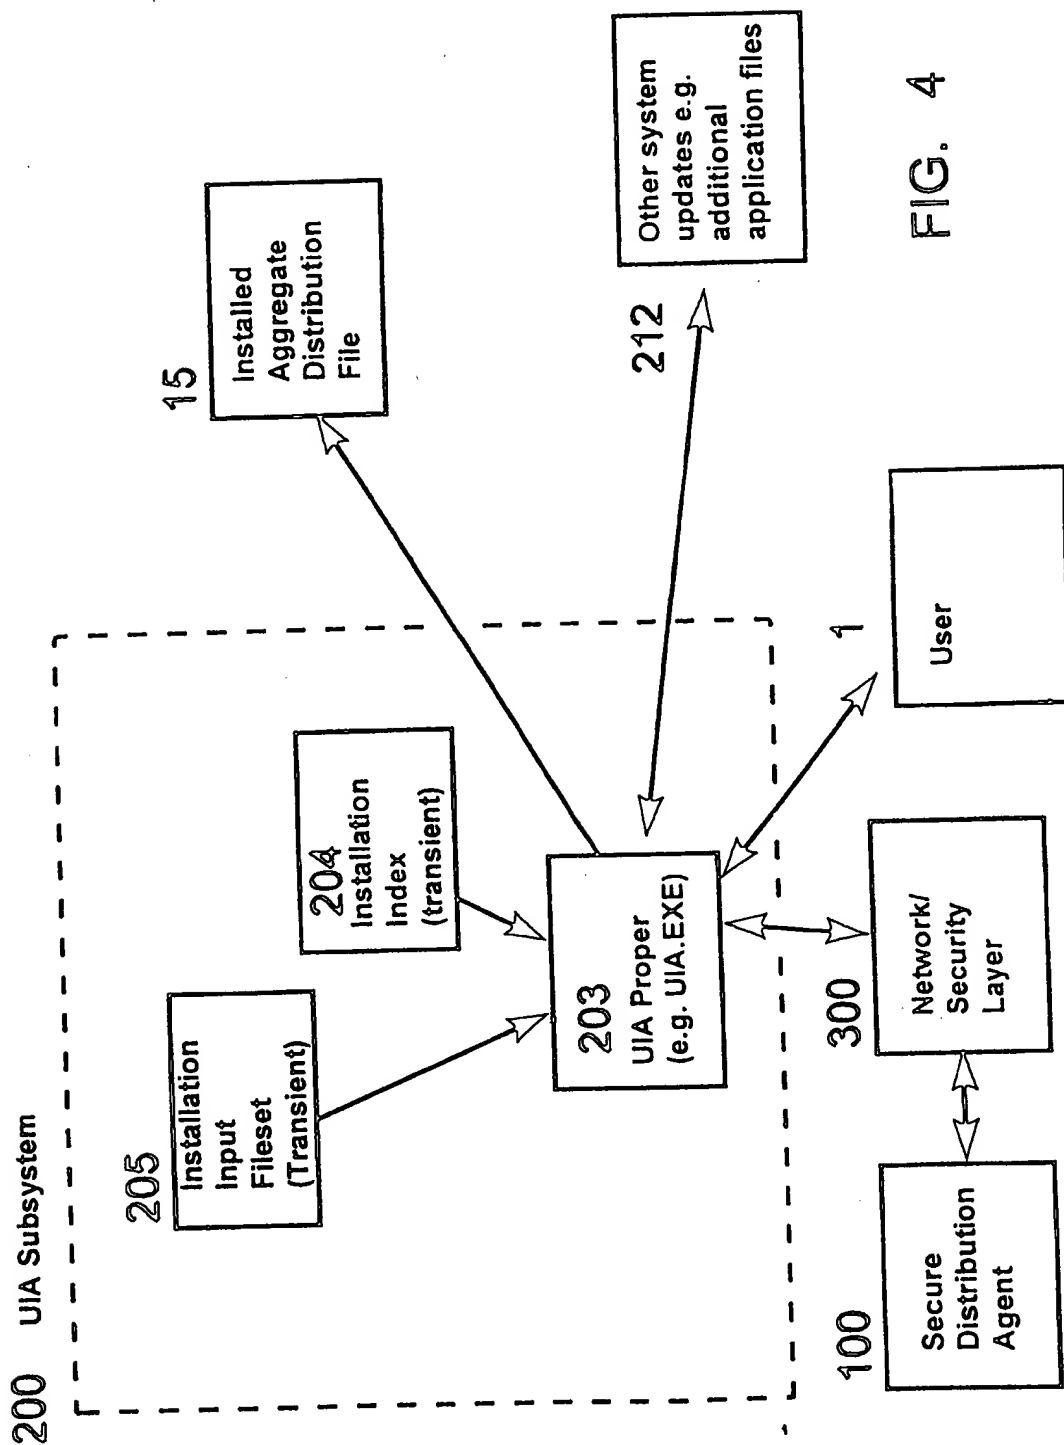 200 UIA Subsystem
205
Installation
Input
Fileset
(Transient)
204
Installation
Index
(transient)
203
UIA Proper
(e.g. UIA.EXE)
15
Installed
Aggregate
Distribution
File
212
Other system
updates e.g.
additional
application files
100
Secure
Distribution
Agent
300
Network/
Security
Layer
1
User
FIG. 4